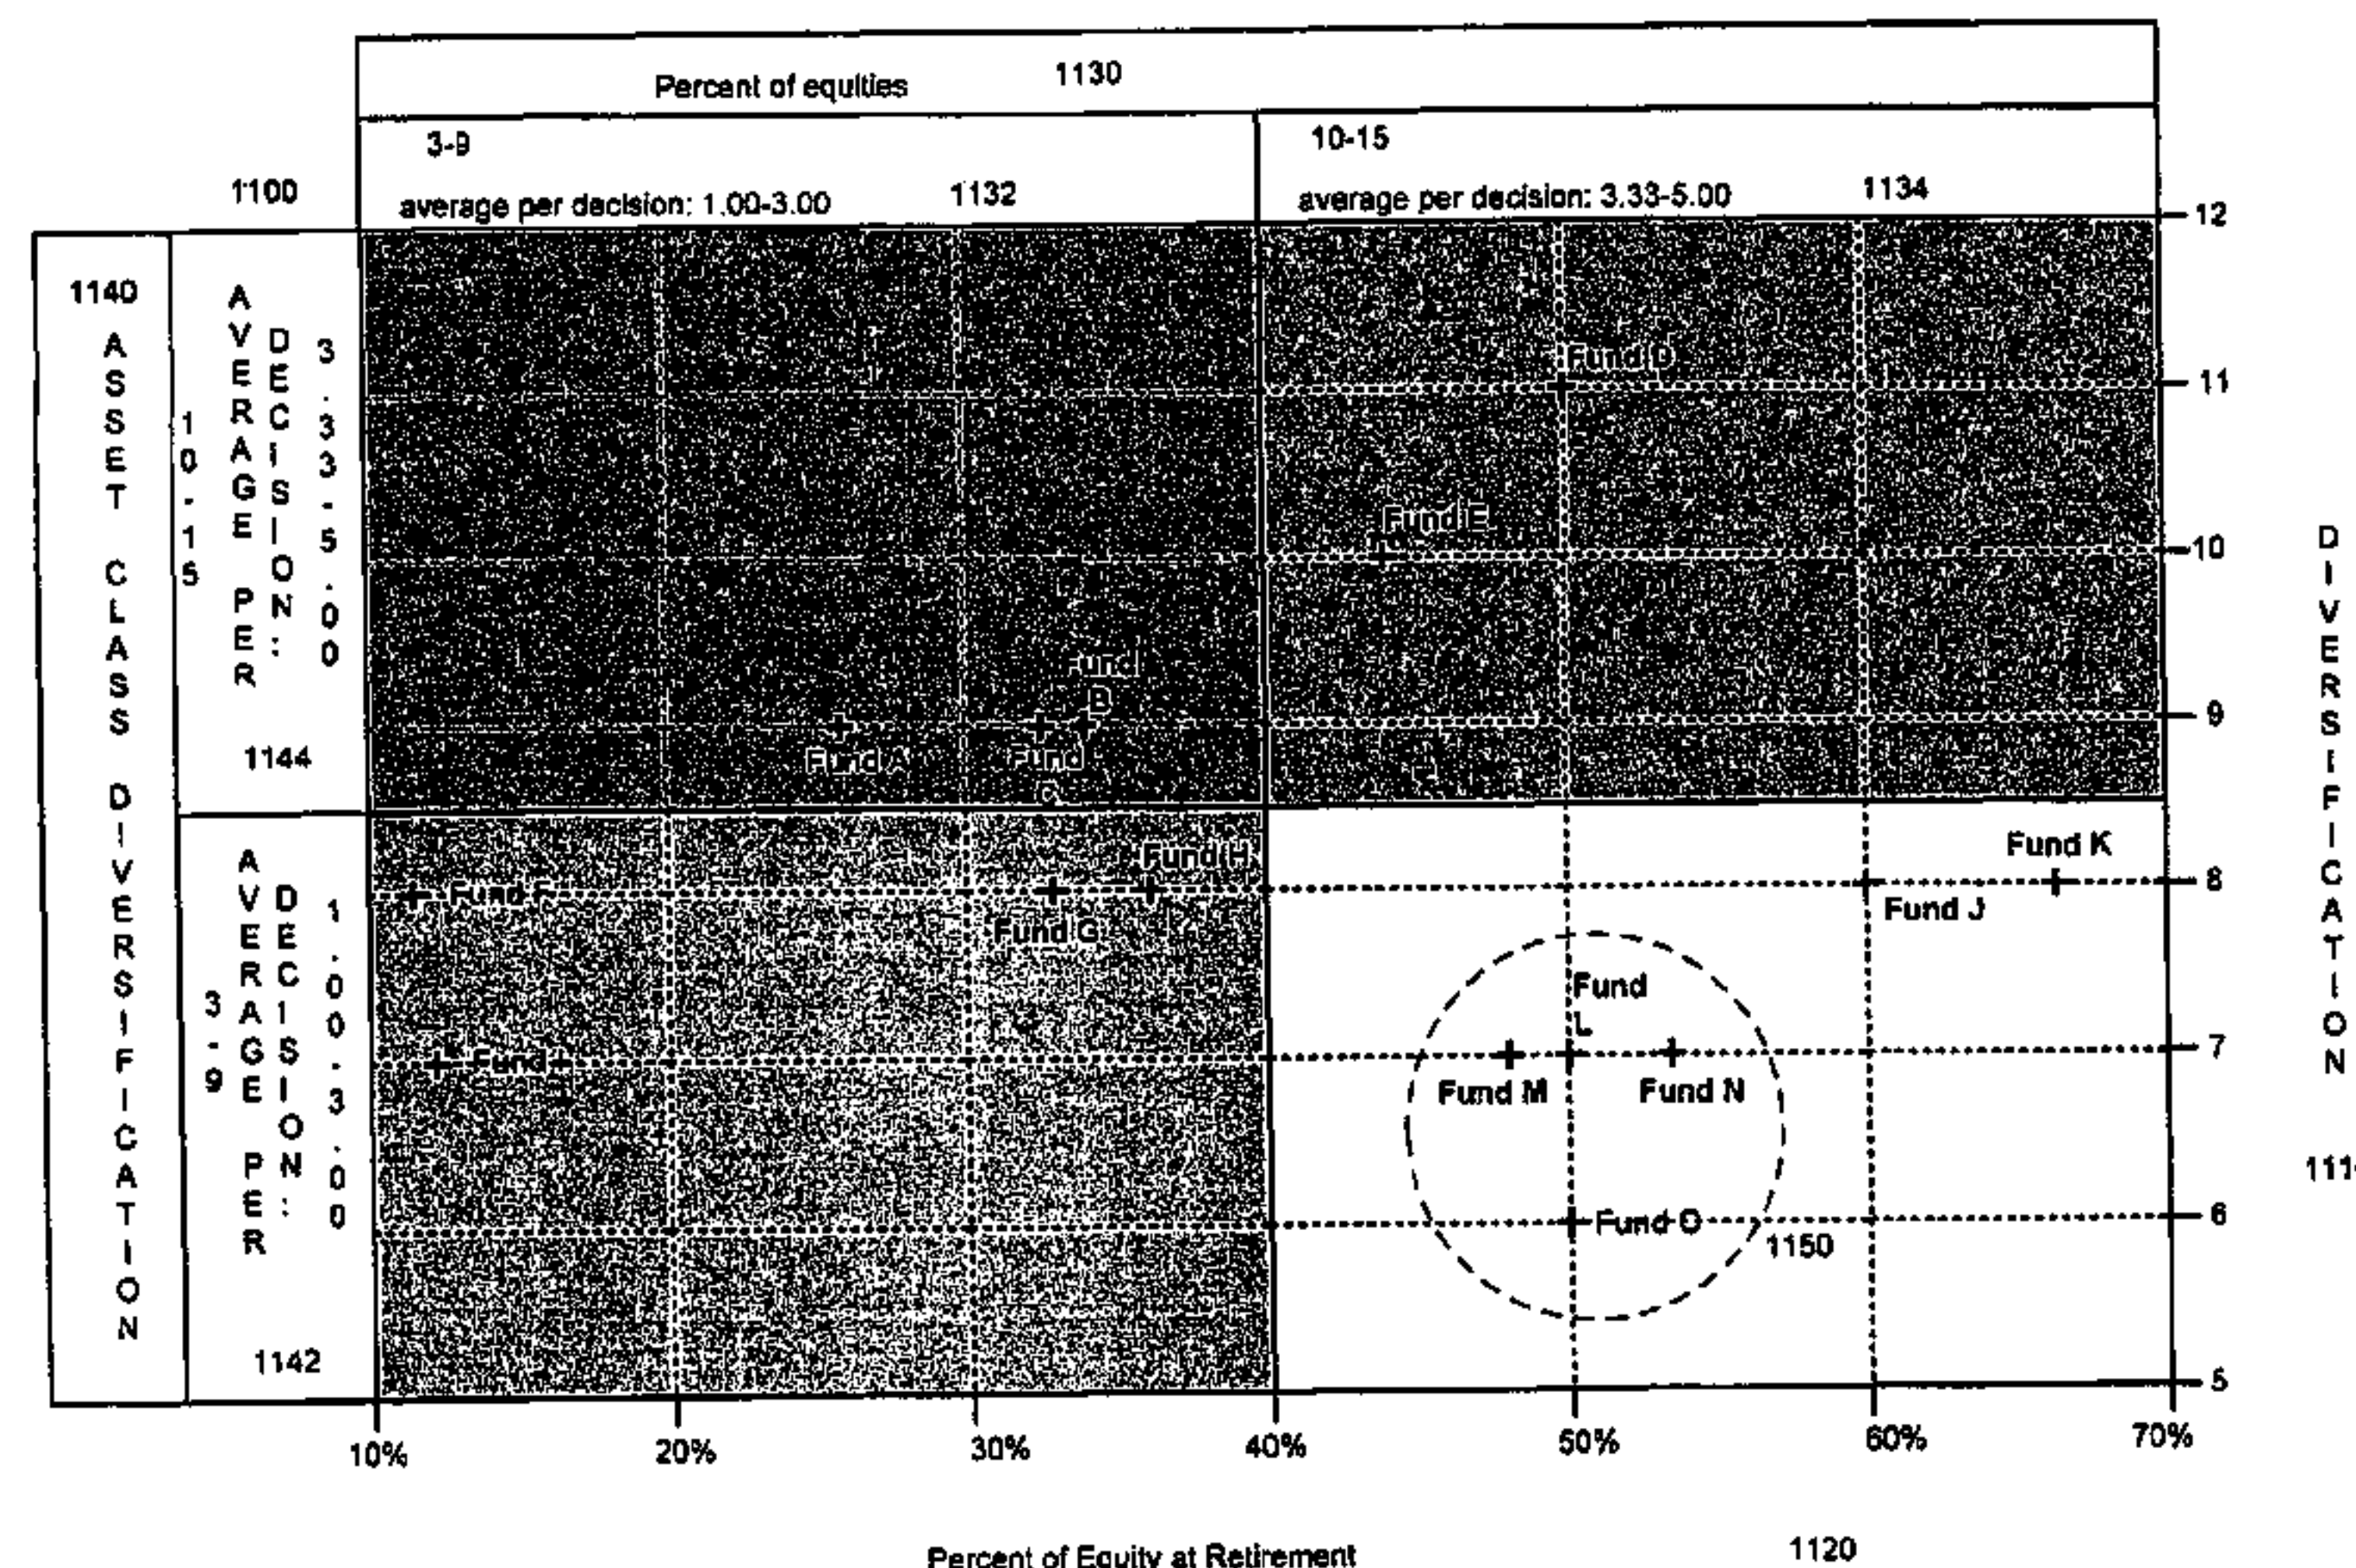 Percent of equities 1130
3-9
average per decision: 1.00-3.00 1132
10-15
average per decision: 3.33-5.00 1134
1100
1140
ASSET CLASS DIVERSIFICATION
10-15
AVERAGE PER
DECISION:
3.33-5.00
1144
3-9
AVERAGE PER
DECISION:
1.00-3.00
1142
Fund D
Fund E
Fund
B
Fund A
Fund
C
Fund H
Fund F
Fund G
Fund I
Fund K
Fund J
Fund
L
Fund M
Fund N
Fund O
1150
12
11
10
9
8
7
6
5
DIVERSIFICATION
10%
20%
30%
40%
50%
60%
70%
Percent of Equity at Retirement 1120